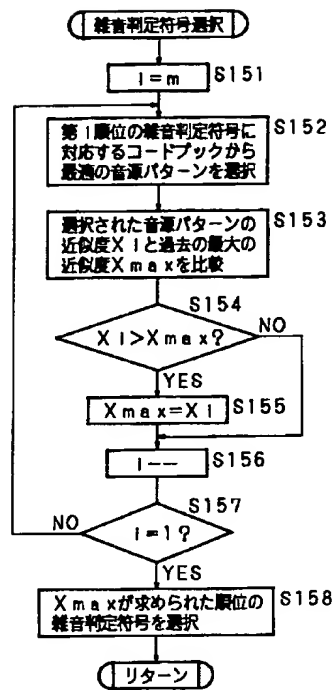 雑音判定符号選択
i=m S151
第i順位の雑音判定符号に S152
対応するコードブックから
最適の音源パターンを選択
選択された音源パターンの S153
近似度Xiと過去の最大の
近似度Xmaxを比較
S154
Xi>Xmax? NO
YES
Xmax=Xi S155
i-- S156
S157
NO i=1?
YES
Xmaxが求められた順位の S158
雑音判定符号を選択
リターン